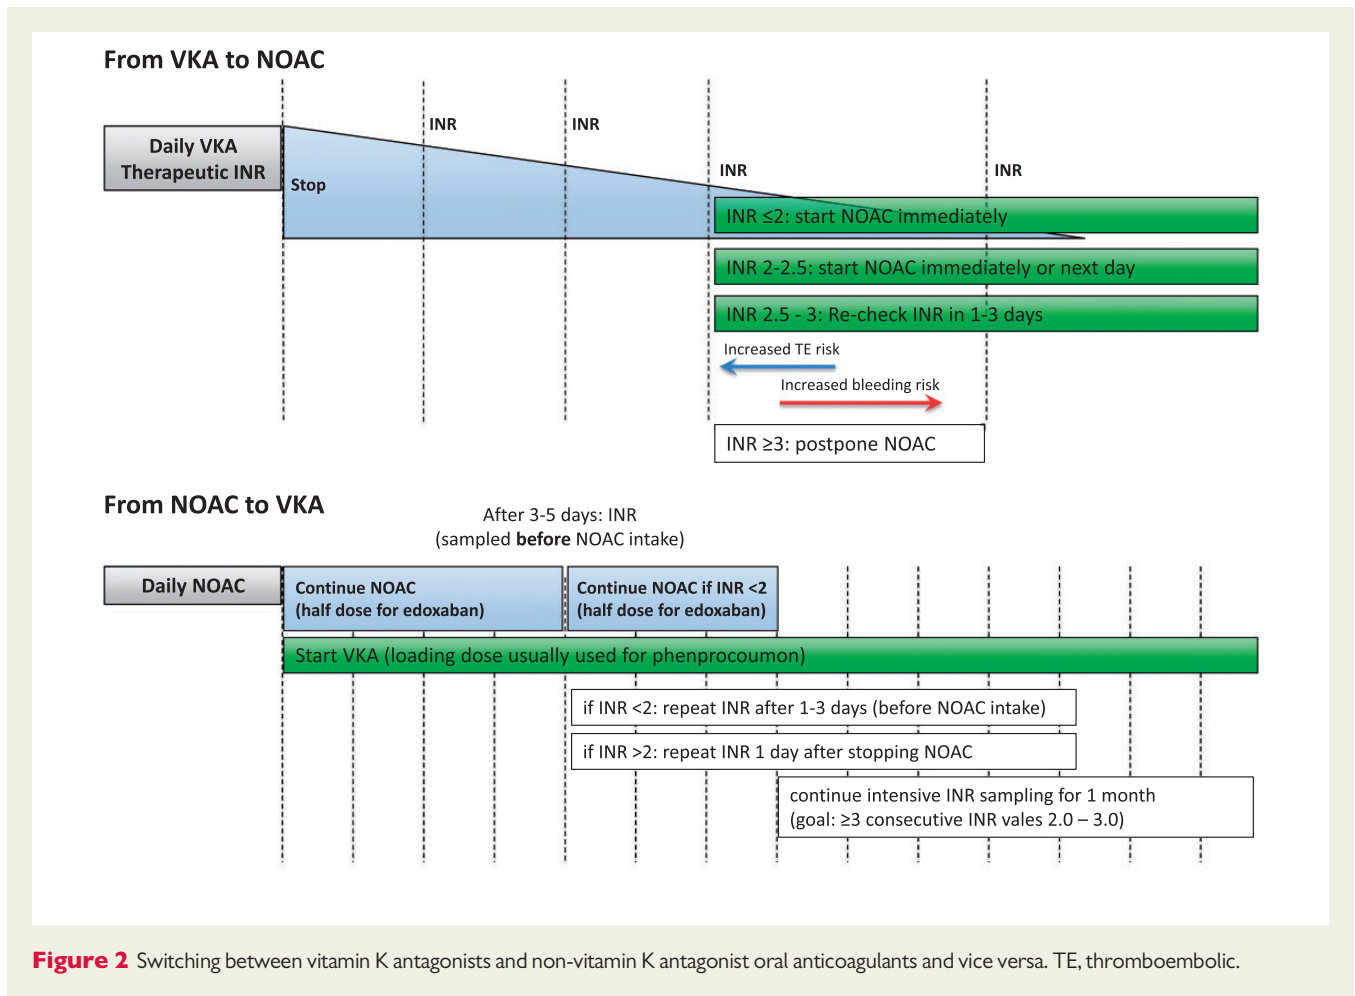 From VKA to NOAC
INR
INR
Daily VKA
Therapeutic INR
Stop
INR
INR
INR ≤2: start NOAC immediately
INR 2-2.5: start NOAC immediately or next day
INR 2.5 - 3: Re-check INR in 1-3 days
Increased TE risk
Increased bleeding risk
INR ≥3: postpone NOAC
From NOAC to VKA
After 3-5 days: INR
(sampled before NOAC intake)
Daily NOAC
Continue NOAC
(half dose for edoxaban)
Continue NOAC if INR <2
(half dose for edoxaban)
Start VKA (loading dose usually used for phenprocoumon)
if INR <2: repeat INR after 1-3 days (before NOAC intake)
if INR >2: repeat INR 1 day after stopping NOAC
continue intensive INR sampling for 1 month
(goal: ≥3 consecutive INR vales 2.0 – 3.0)
Figure 2 Switching between vitamin K antagonists and non-vitamin K antagonist oral anticoagulants and vice versa. TE, thromboembolic.